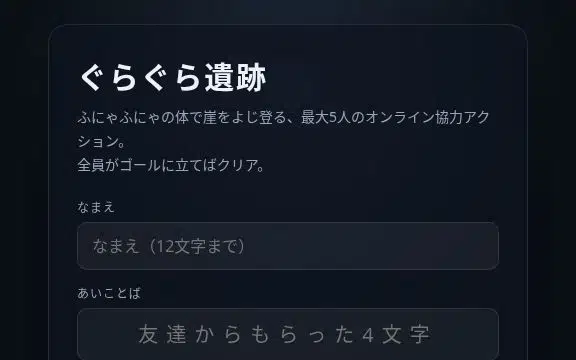 ぐらぐら遺跡
ふにゃふにゃの体で崖をよじ登る、最大5人のオンライン協力アク
ション。
全員がゴールに立てばクリア。
なまえ
なまえ（12文字まで）
あいことば
友達からもらった4文字